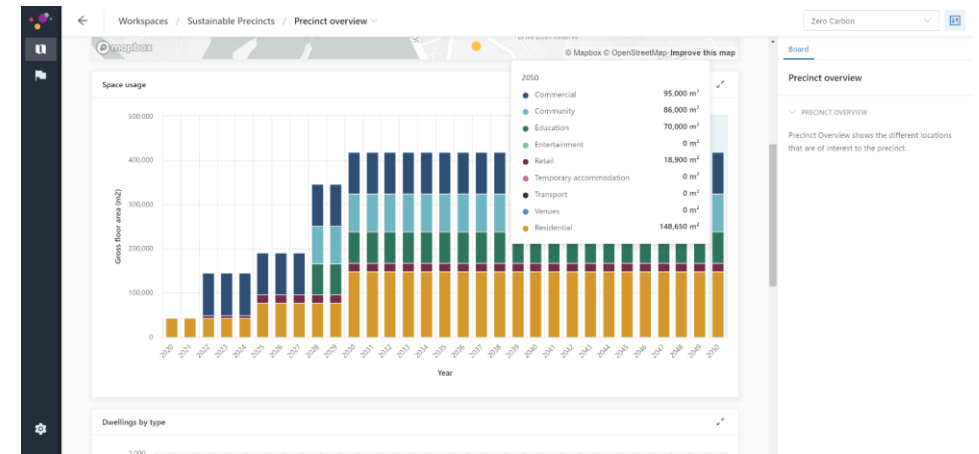 Workspaces / Sustainable Precincts / Precinct overview
Zero Carbon
mapbox
© Mapbox © OpenStreetMap Improve this map
Board
Precinct overview
PRECINCT OVERVIEW
Precinct Overview shows the different locations
that are of interest to the precinct.
Space usage
2050
Commercial 95,000 m²
Community 86,000 m²
Education 70,000 m²
Entertainment 0 m²
Retail 18,900 m²
Temporary accommodation 0 m²
Transport 0 m²
Venues 0 m²
Residential 148,650 m²
Gross floor area (m2)
500,000
400,000
300,000
200,000
100,000
0
2020 2021 2022 2023 2024 2025 2026 2027 2028 2029 2030 2031 2032 2033 2034 2035 2036 2037 2038 2039 2040 2041 2042 2043 2044 2045 2046 2047 2048 2049 2050
Year
Dwellings by type
3,000